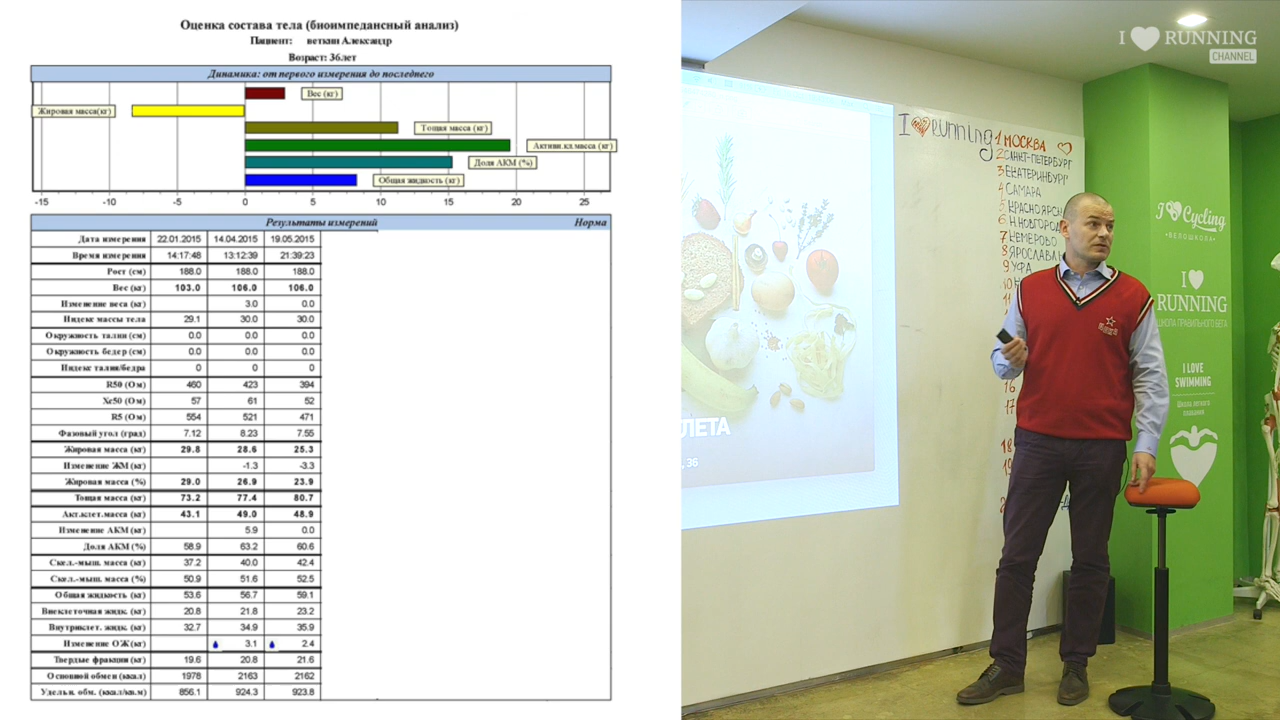 Оценка состава тела (биоимпедансный анализ)
Пациент: веткин Александр
Возраст: 36лет
Динамика: от первого измерения до последнего
Вес (кг)
Жировая масса(кг)
Тощая масса (кг)
Активн.кл.масса (кг)
Доля АКМ (%)
Общая жидкость (кг)
-15 -10 -5 0 5 10 15 20 25
Результаты измерений Норма
Дата измерения 22.01.2015 14.04.2015 19.05.2015
Время измерения 14:17:48 13:12:39 21:39:23
Рост (см) 188.0 188.0 188.0
Вес (кг) 103.0 106.0 106.0
Изменение веса (кг) 3.0 0.0
Индекс массы тела 29.1 30.0 30.0
Окружность талии (см) 0.0 0.0 0.0
Окружность бедер (см) 0.0 0.0 0.0
Индекс талия/бедра 0 0 0
R50 (Ом) 460 423 394
Xc50 (Ом) 57 61 52
R5 (Ом) 554 521 471
Фазовый угол (град) 7.12 8.23 7.55
Жировая масса (кг) 29.8 28.6 25.3
Изменение ЖМ (кг) -1.3 -3.3
Жировая масса (%) 29.0 26.9 23.9
Тощая масса (кг) 73.2 77.4 80.7
Акт.клет.масса (кг) 43.1 49.0 48.9
Изменение АКМ (кг) 5.9 0.0
Доля АКМ (%) 58.9 63.2 60.6
Скел.-мыш. масса (кг) 37.2 40.0 42.4
Скел.-мыш. масса (%) 50.9 51.6 52.5
Общая жидкость (кг) 53.6 56.7 59.1
Внеклеточная жидк. (кг) 20.8 21.8 23.2
Внутриклет. жидк. (кг) 32.7 34.9 35.9
Изменение ОЖ (кг) 3.1 2.4
Твердые фракции (кг) 19.6 20.8 21.6
Основной обмен (ккал) 1978 2163 2162
Удельн. обм. (ккал/кв.м) 856.1 924.3 923.8
I RUNNING
CHANNEL
I Running
1 МОСКВА
2 САНКТ-ПЕТЕРБУРГ
3 ЕКАТЕРИНБУРГ
4 САМАРА
5 КРАСНОЯРСК
6 Н.НОВГОРОД
7 КЕМЕРОВО
8 ЯРОСЛАВЛЬ
9 УФА
10
16
17
18
19
ЛЕТА
, 36
I Cycling
ВЕЛОШКОЛА
I
RUNNING
ШКОЛА ПРАВИЛЬНОГО БЕГА
I LOVE
SWIMMING
Школа легкого
плавания